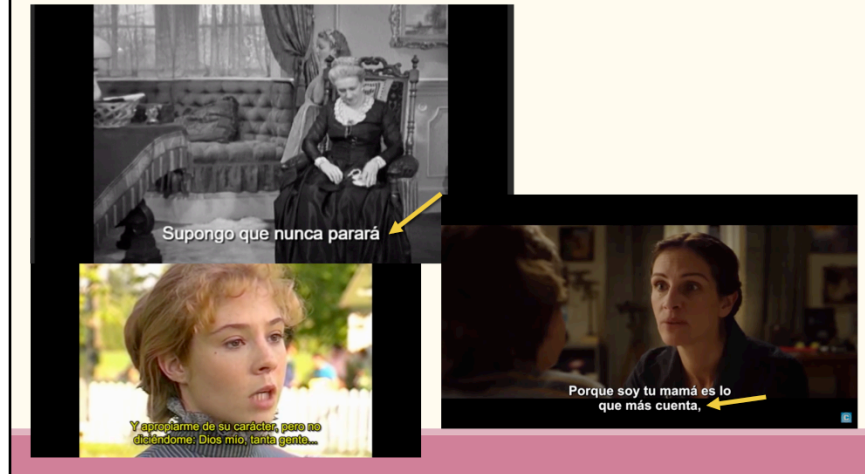 Supongo que nunca parará
Y apropiarme de su carácter, pero no
diciéndome: Dios mío, tanta gente...
Porque soy tu mamá es lo
que más cuenta,
C